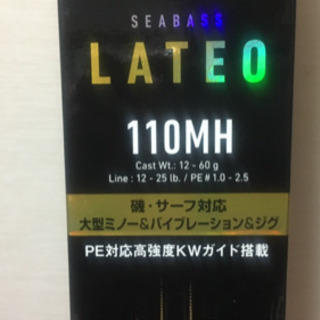 SEABASS
LATEO
110MH
Cast Wt.: 12 - 60 g
Line : 12 - 25 lb. / PE # 1.0 - 2.5
磯・サーフ対応
大型ミノー&バイブレーション&ジグ
PE対応高強度KWガイド搭載